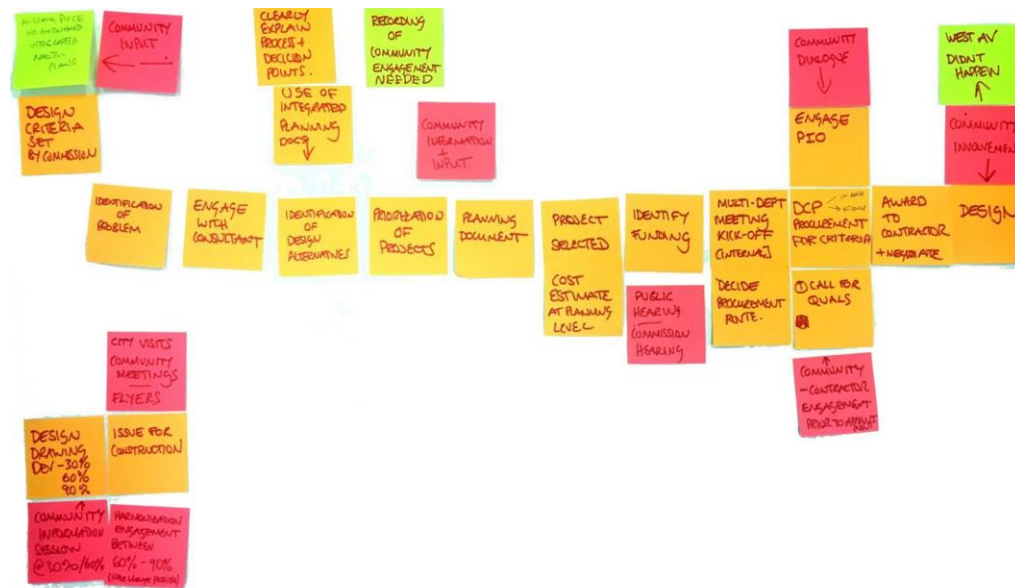 MISSING PIECE
NEIGHBORHOOD
INTEGRATED
MASTER
PLANS
COMMUNITY
INPUT
CLEARLY
EXPLAIN
PROCESS +
DECISION
POINTS.
RECORDING
OF
COMMUNITY
ENGAGEMENT
NEEDED
COMMUNITY
DIALOGUE
WEST AV
DIDNT
HAPPEN
DESIGN
CRITERIA
SET
BY COMMISSION
USE OF
INTEGRATED
PLANNING
DOCS
COMMUNITY
INFORMATION
+
INPUT
ENGAGE
PIO
COMMUNITY
INVOLVEMENT
IDENTIFICATION
OF
PROBLEM
ENGAGE
WITH
CONSULTANT
IDENTIFICATION
OF
DESIGN
ALTERNATIVES
PRIORITIZATION
OF
PROJECTS
PLANNING
DOCUMENT
PROJECT
SELECTED
IDENTIFY
FUNDING
MULTI-DEPT
MEETING
KICK-OFF
[INTERNAL]
DCP
PROCUREMENT
FOR CRITERIA
AWARD
TO
CONTRACTOR
+ NEGOTIATE
DESIGN
COST
ESTIMATE
AT PLANNING
LEVEL
PUBLIC
HEARING
COMMISSION
HEARING
DECIDE
PROCUREMENT
ROUTE.
① CALL FOR
QUALS
COMMUNITY
- CONTRACTOR
ENGAGEMENT
PRIOR TO
CITY VISITS
COMMUNITY
MEETINGS
FLYERS
DESIGN
DRAWING
DEV - 30%
60%
90%
ISSUE FOR
CONSTRUCTION
COMMUNITY
INFORMATION
SESSION
@ 30%/60%
HARMONISATION
ENGAGEMENT
BETWEEN
60% - 90%